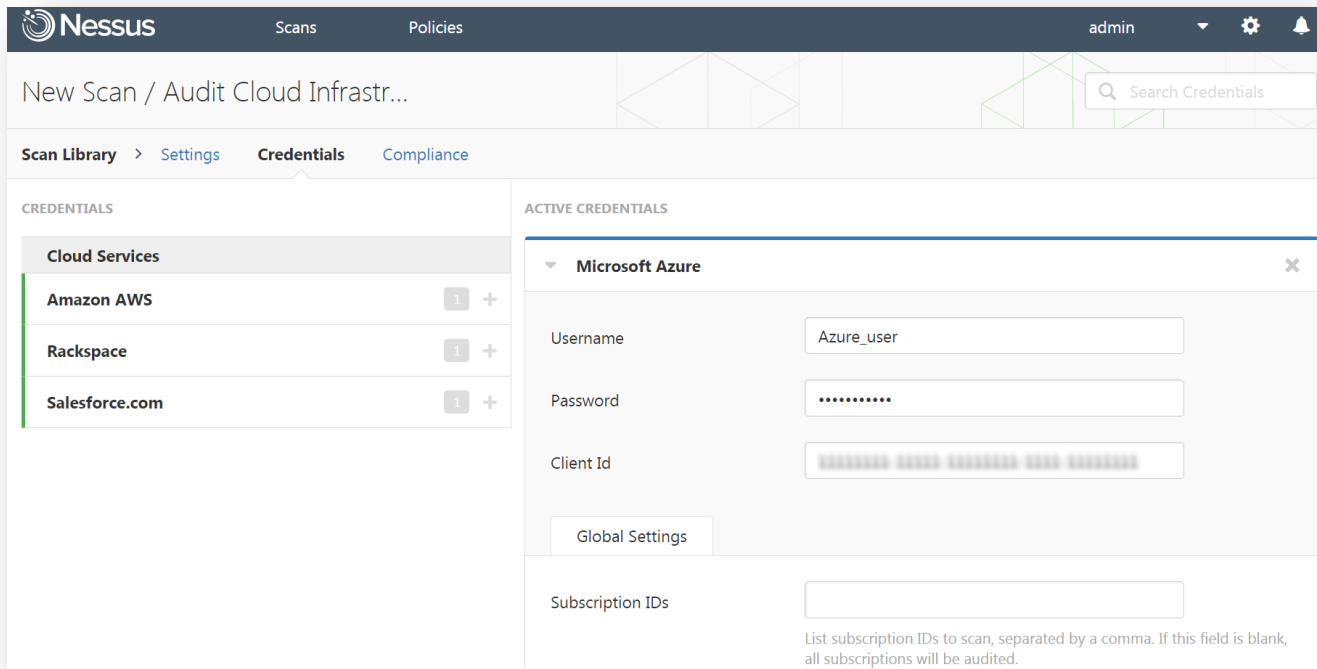 Nessus Scans Policies admin
New Scan / Audit Cloud Infrastr...
Search Credentials
Scan Library > Settings Credentials Compliance
CREDENTIALS
Cloud Services
Amazon AWS 1
Rackspace 1
Salesforce.com 1
ACTIVE CREDENTIALS
Microsoft Azure
Username Azure_user
Password •••••••••••
Client Id
Global Settings
Subscription IDs
List subscription IDs to scan, separated by a comma. If this field is blank,
all subscriptions will be audited.